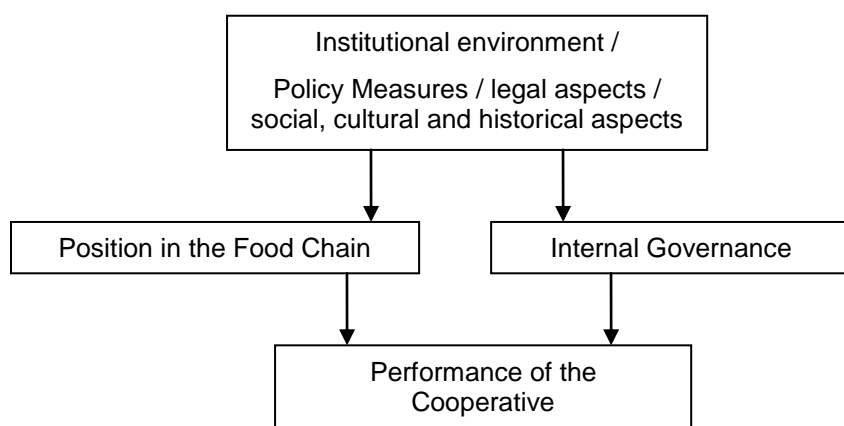 Institutional environment /
Policy Measures / legal aspects /
social, cultural and historical aspects
Position in the Food Chain
Internal Governance
Performance of the
Cooperative